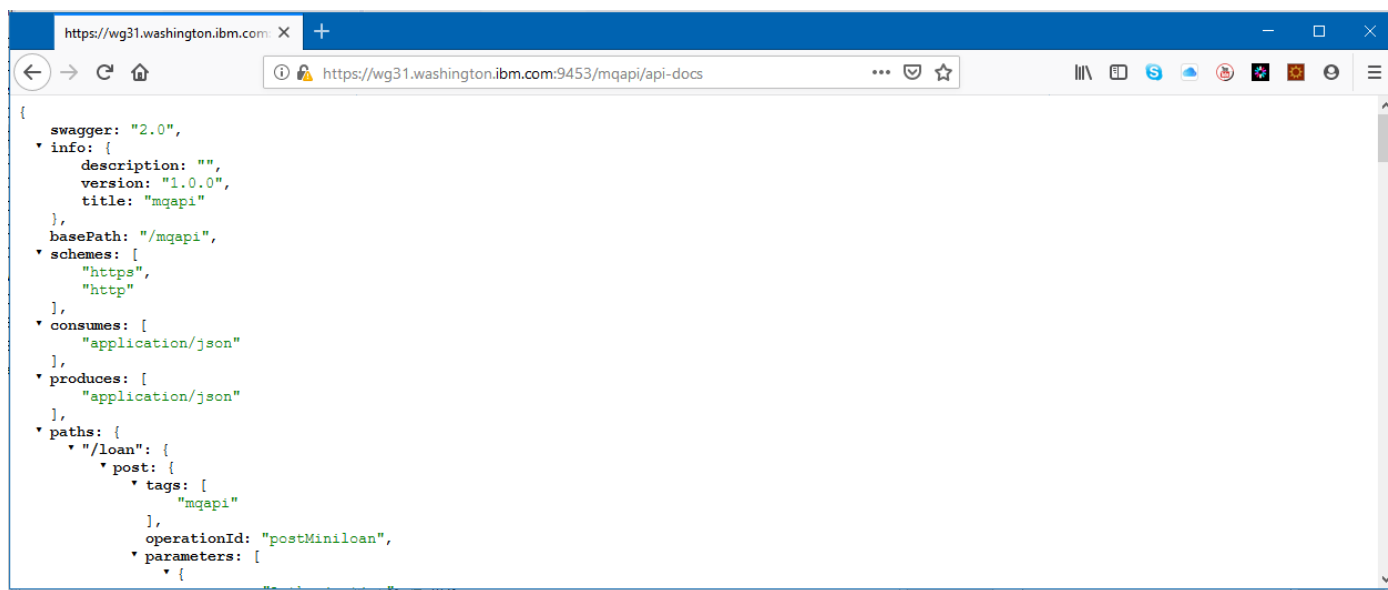 https://wg31.washington.ibm.com:
https://wg31.washington.ibm.com:9453/mqapi/api-docs
{
swagger: "2.0",
info: {
description: "",
version: "1.0.0",
title: "mqapi"
},
basePath: "/mqapi",
schemes: [
"https",
"http"
],
consumes: [
"application/json"
],
produces: [
"application/json"
],
paths: {
"/loan": {
post: {
tags: [
"mqapi"
],
operationId: "postMiniloan",
parameters: [
{